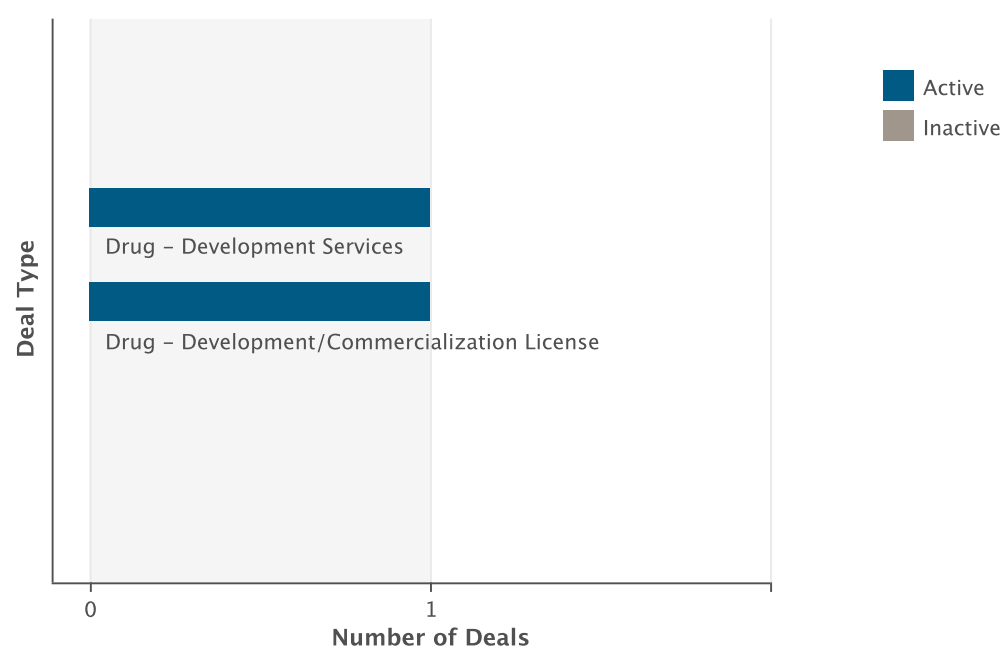 Active
Inactive
Drug – Development Services
Drug – Development/Commercialization License
Deal Type
0
1
Number of Deals